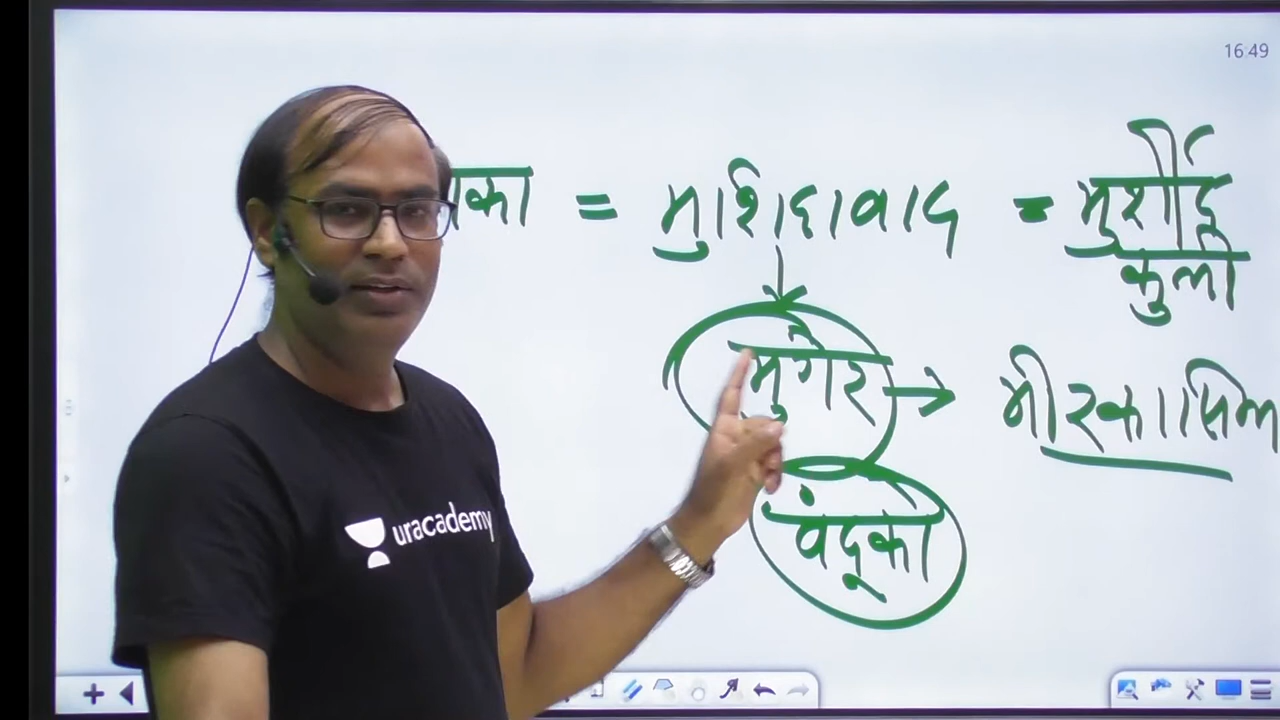 16:49
= मुर्शिदाबाद = मुर्शीद
कुली
मुंगेर → मीरकासिम
बंदूका
uracademy